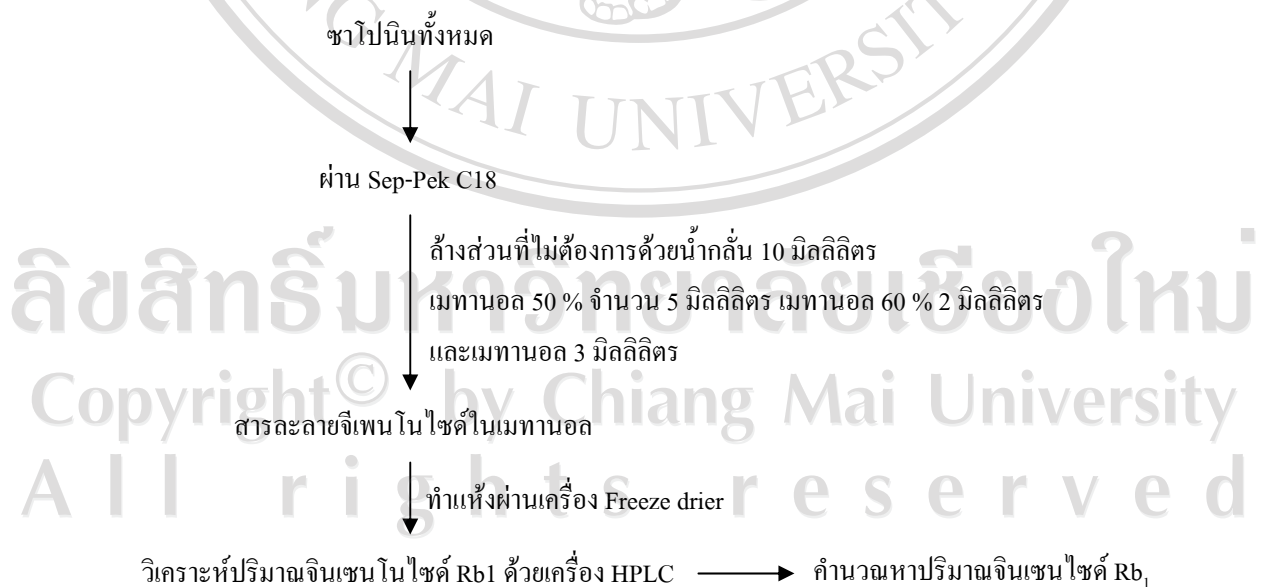 MAI UNIVERSIT
ซาโปนินทั้งหมด
ผ่าน Sep-Pek C18
ล้างส่วนที่ไม่ต้องการด้วยน้ำกลั่น 10 มิลลิลิตร
เมทานอล 50 % จำนวน 5 มิลลิลิตร เมทานอล 60 % 2 มิลลิลิตร
และเมทานอล 3 มิลลิลิตร
ลิขสิทธิ์มหาวิทยาลัยเชียงใหม่
Copyright© by Chiang Mai University
สารละลายจีเพนโนไซด์ในเมทานอล
All rights reserved
ทำแห้งผ่านเครื่อง Freeze drier
วิเคราะห์ปริมาณจินเซนโนไซด์ Rb1 ด้วยเครื่อง HPLC
คำนวณหาปริมาณจินเซนไซด์ Rb₁